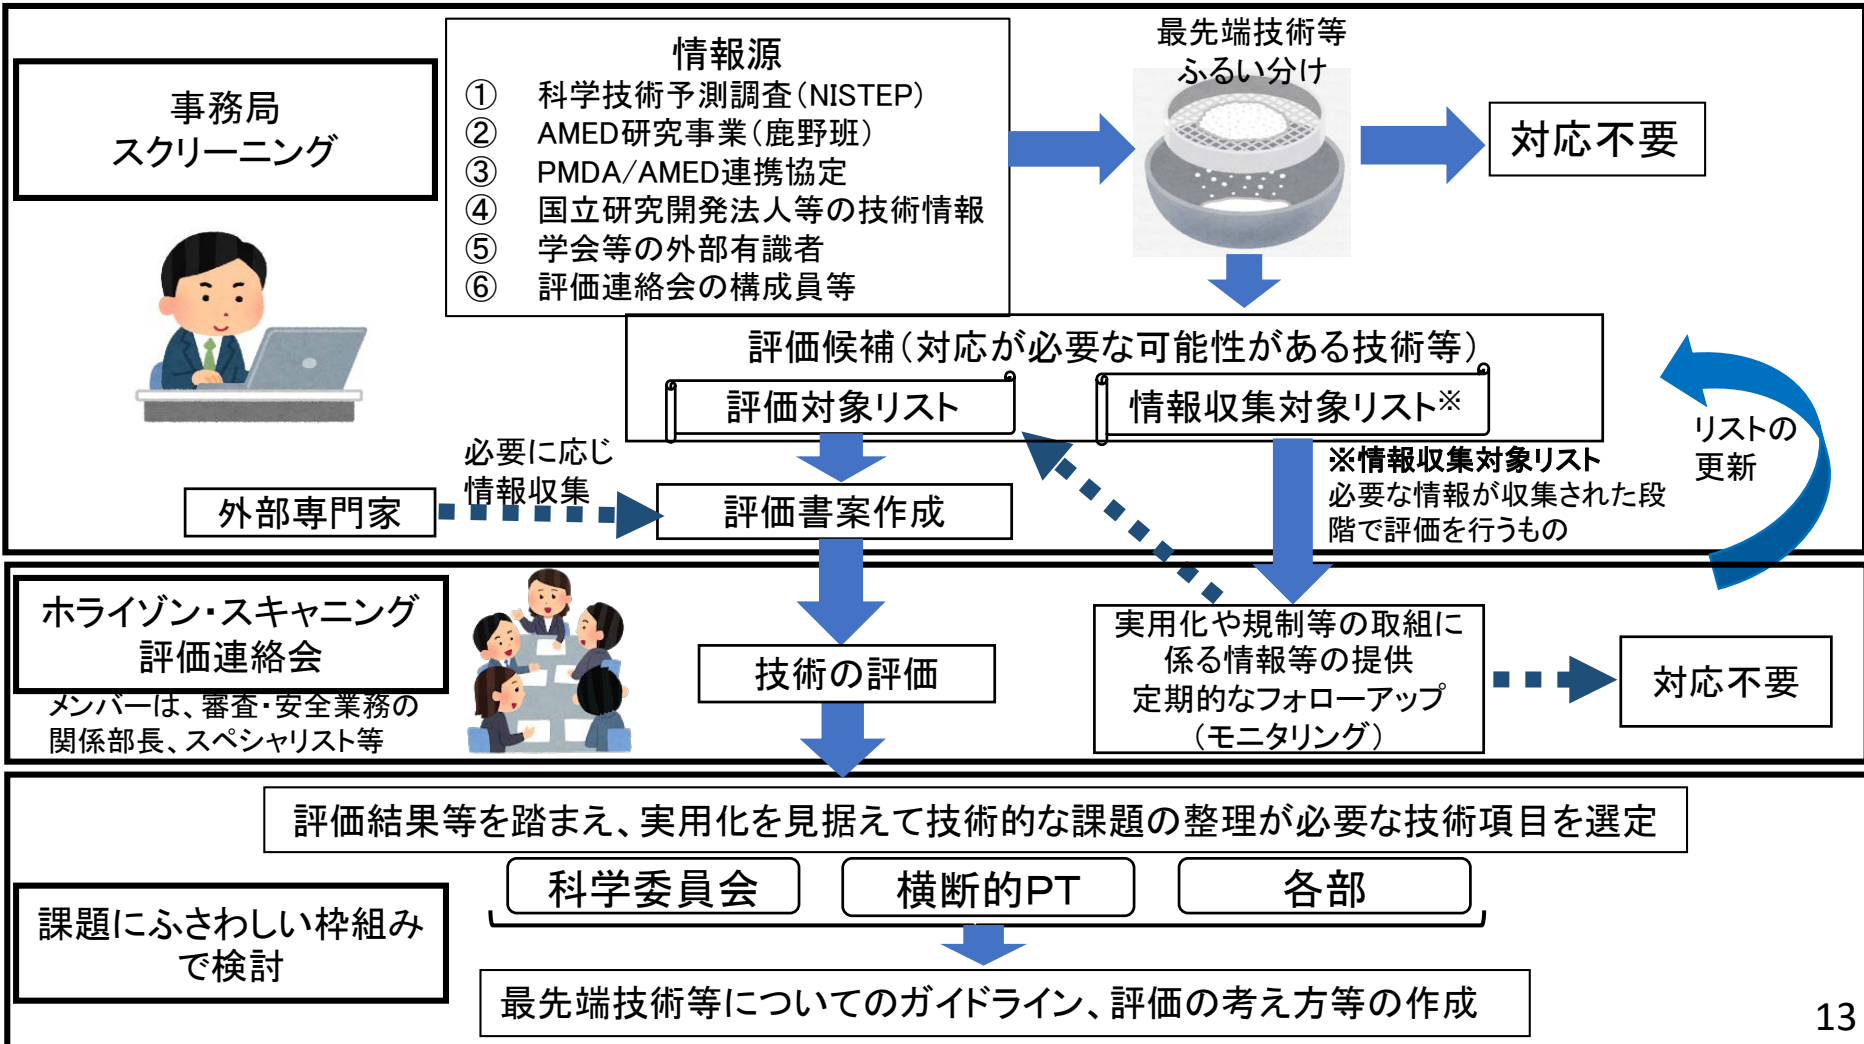 事務局
スクリーニング
情報源
① 科学技術予測調査(NISTEP)
② AMED研究事業(鹿野班)
③ PMDA/AMED連携協定
④ 国立研究開発法人等の技術情報
⑤ 学会等の外部有識者
⑥ 評価連絡会の構成員等
最先端技術等
ふるい分け
対応不要
評価候補(対応が必要な可能性がある技術等)
評価対象リスト
情報収集対象リスト※
リストの
更新
※情報収集対象リスト
必要な情報が収集された段
階で評価を行うもの
必要に応じ
情報収集
外部専門家
評価書案作成
ホライゾン・スキャニング
評価連絡会
メンバーは、審査・安全業務の
関係部長、スペシャリスト等
技術の評価
実用化や規制等の取組に
係る情報等の提供
定期的なフォローアップ
(モニタリング)
対応不要
評価結果等を踏まえ、実用化を見据えて技術的な課題の整理が必要な技術項目を選定
課題にふさわしい枠組み
で検討
科学委員会
横断的PT
各部
最先端技術等についてのガイドライン、評価の考え方等の作成
13